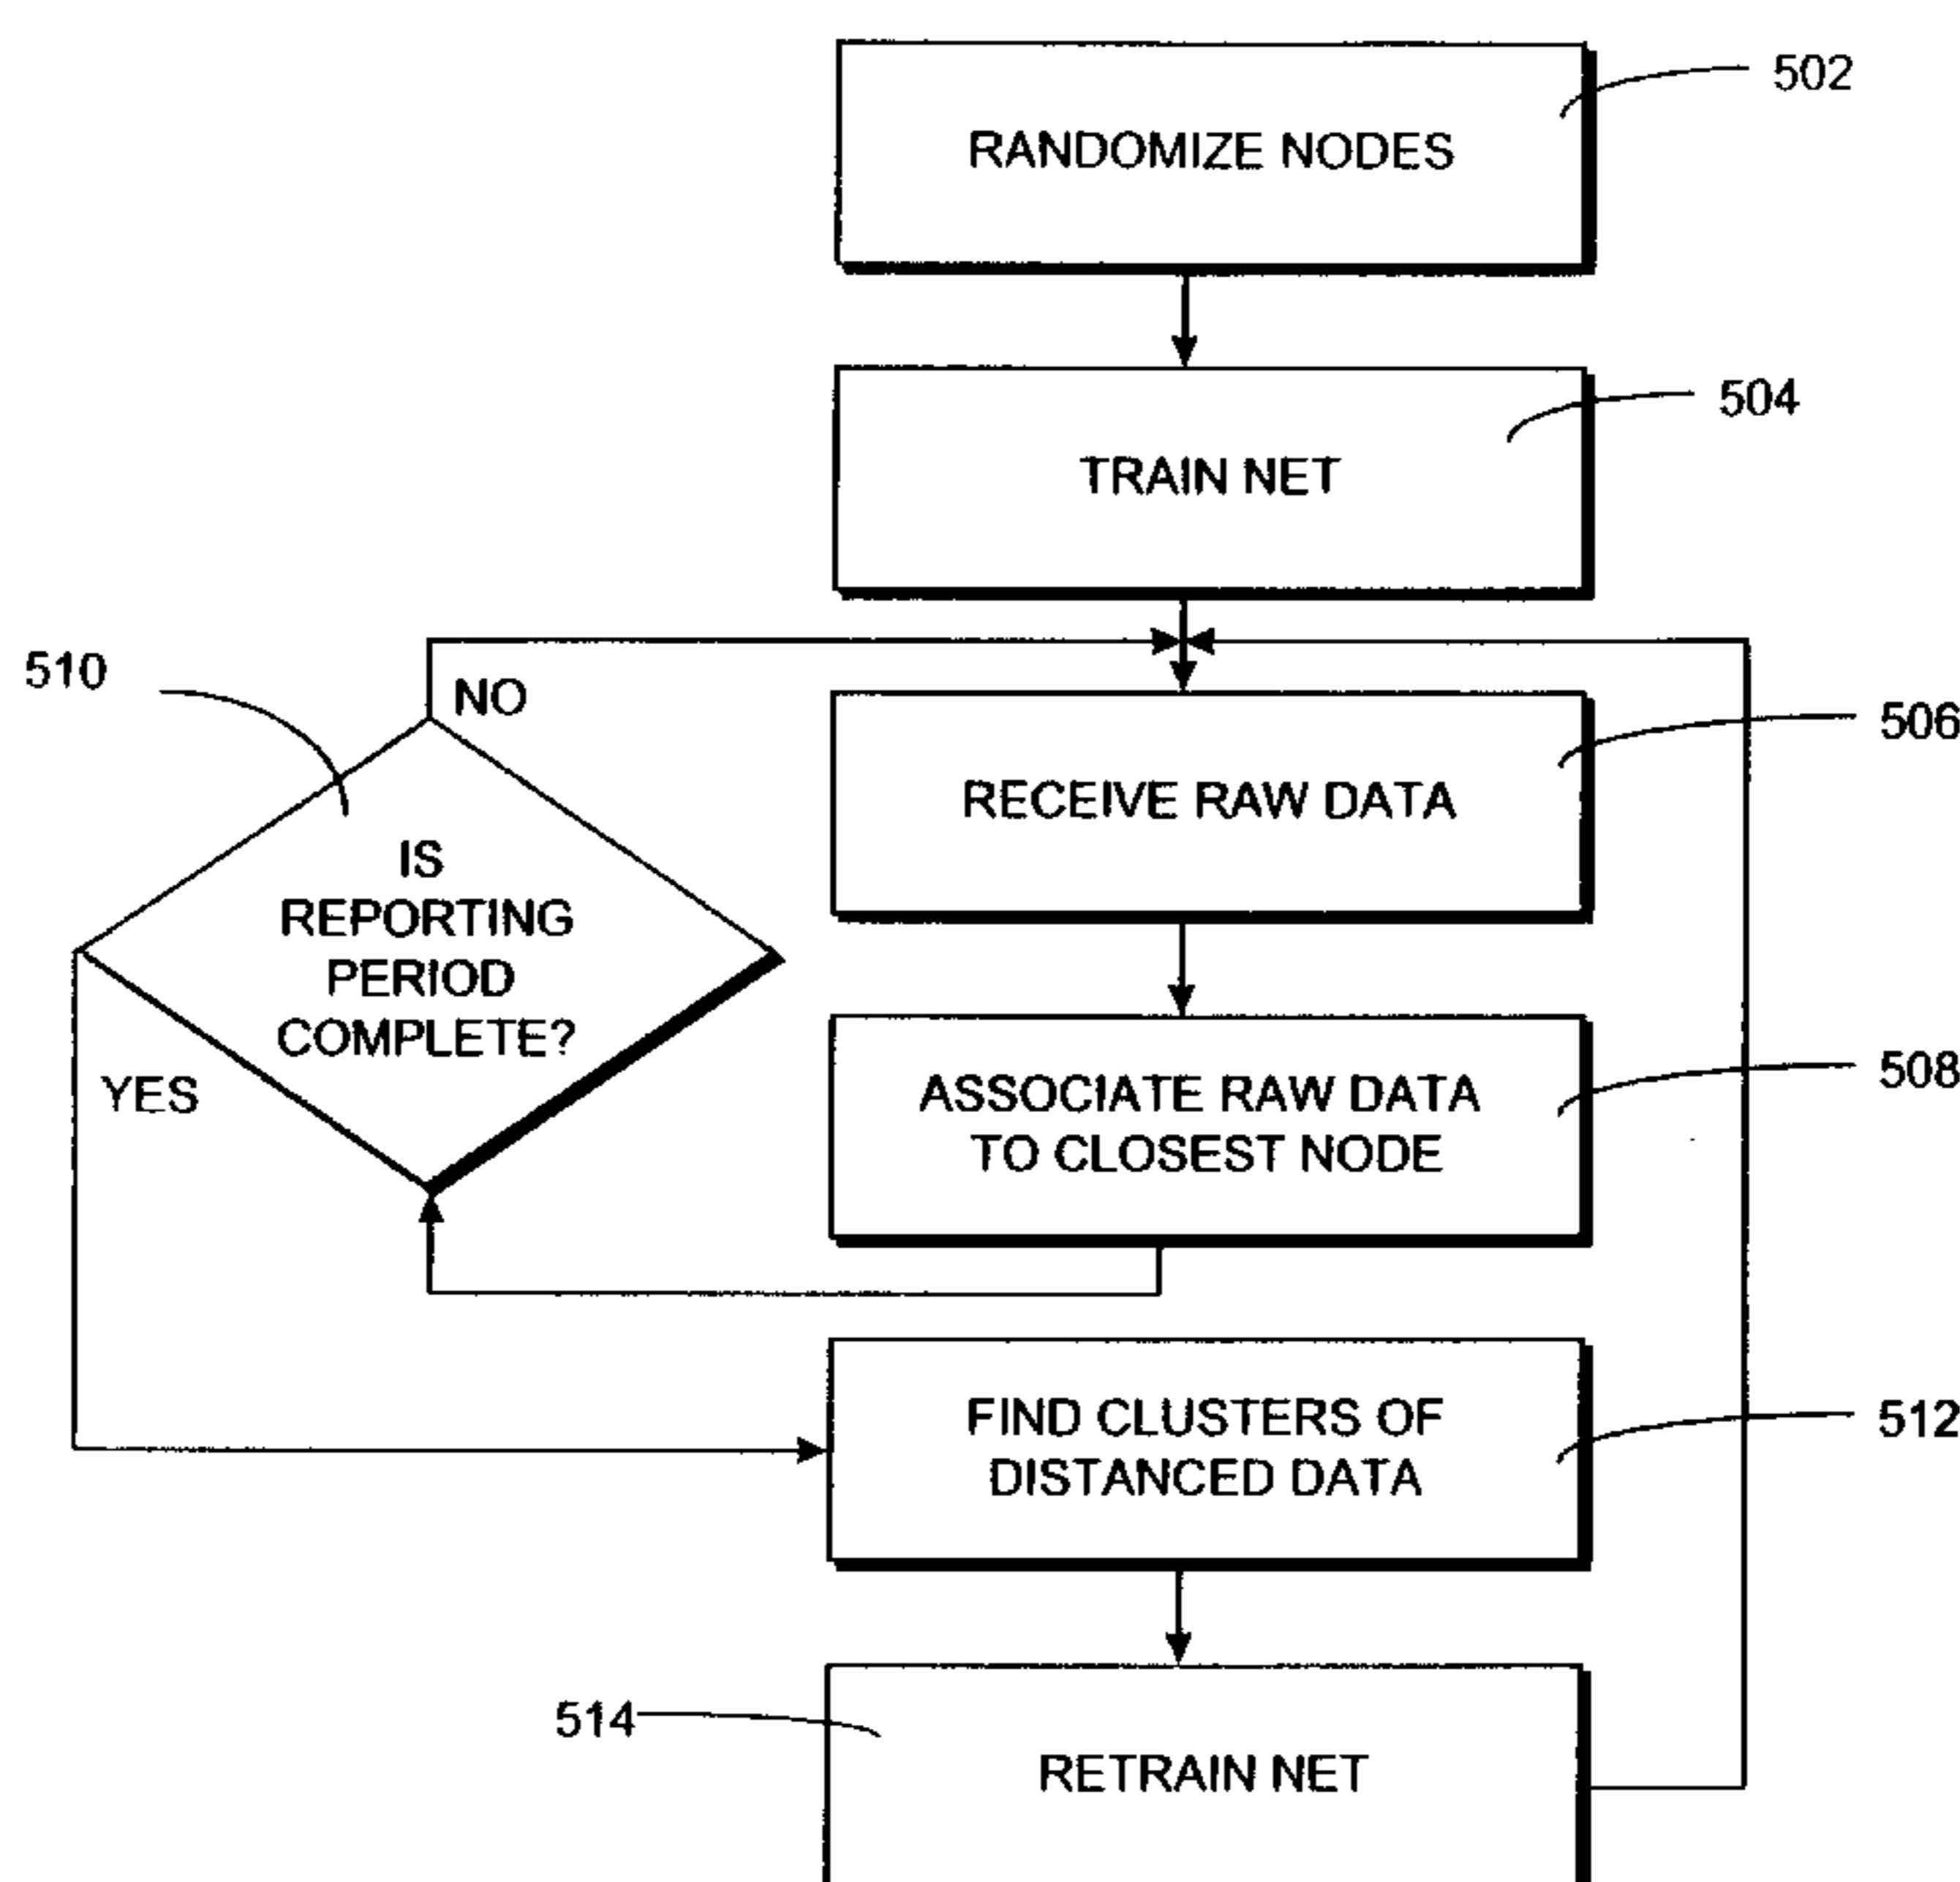 502
RANDOMIZE NODES
504
TRAIN NET
510
NO
506
RECEIVE RAW DATA
IS
REPORTING
PERIOD
COMPLETE?
YES
508
ASSOCIATE RAW DATA
TO CLOSEST NODE
512
FIND CLUSTERS OF
DISTANCED DATA
514
RETRAIN NET